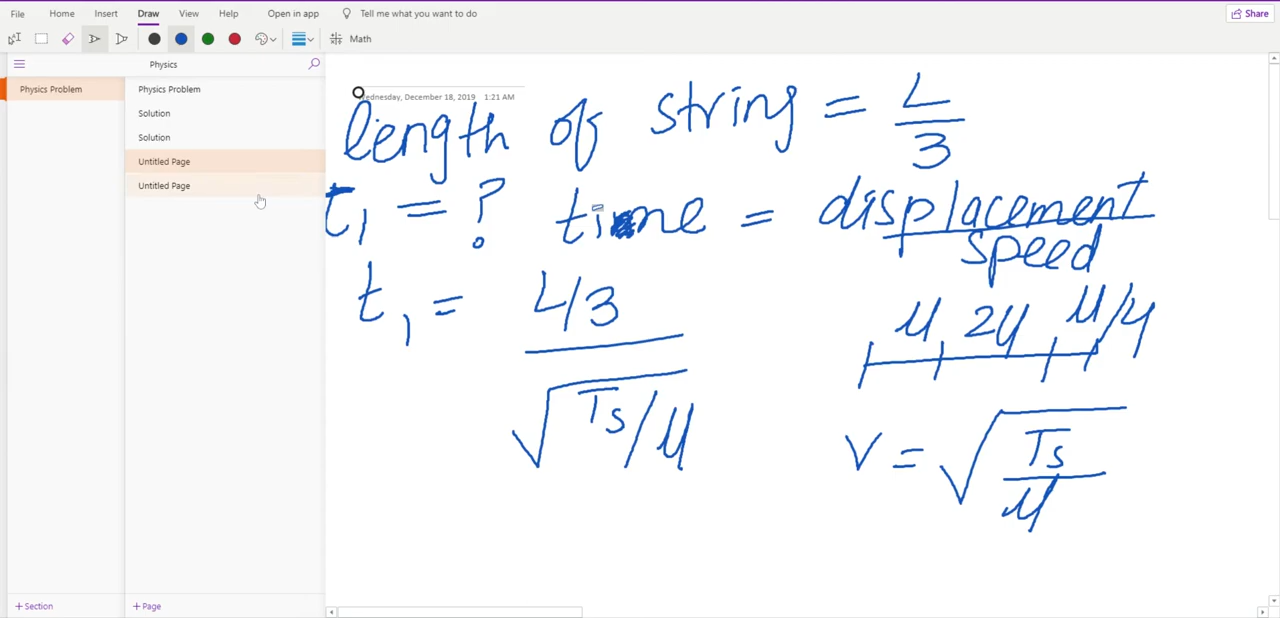 File Home Insert Draw View Help Open in app Tell me what you want to do Share
Math
Physics
Physics Problem
Physics Problem
Solution
Solution
Untitled Page
Untitled Page
+ Section
+ Page
Wednesday, December 18, 2019 1:21 AM
length of string = L/3
t₁ = ? time = displacement/speed
t₁ = (L/3)/√(Ts/μ)
μ 2μ μ/4
v = √(Ts/μ)